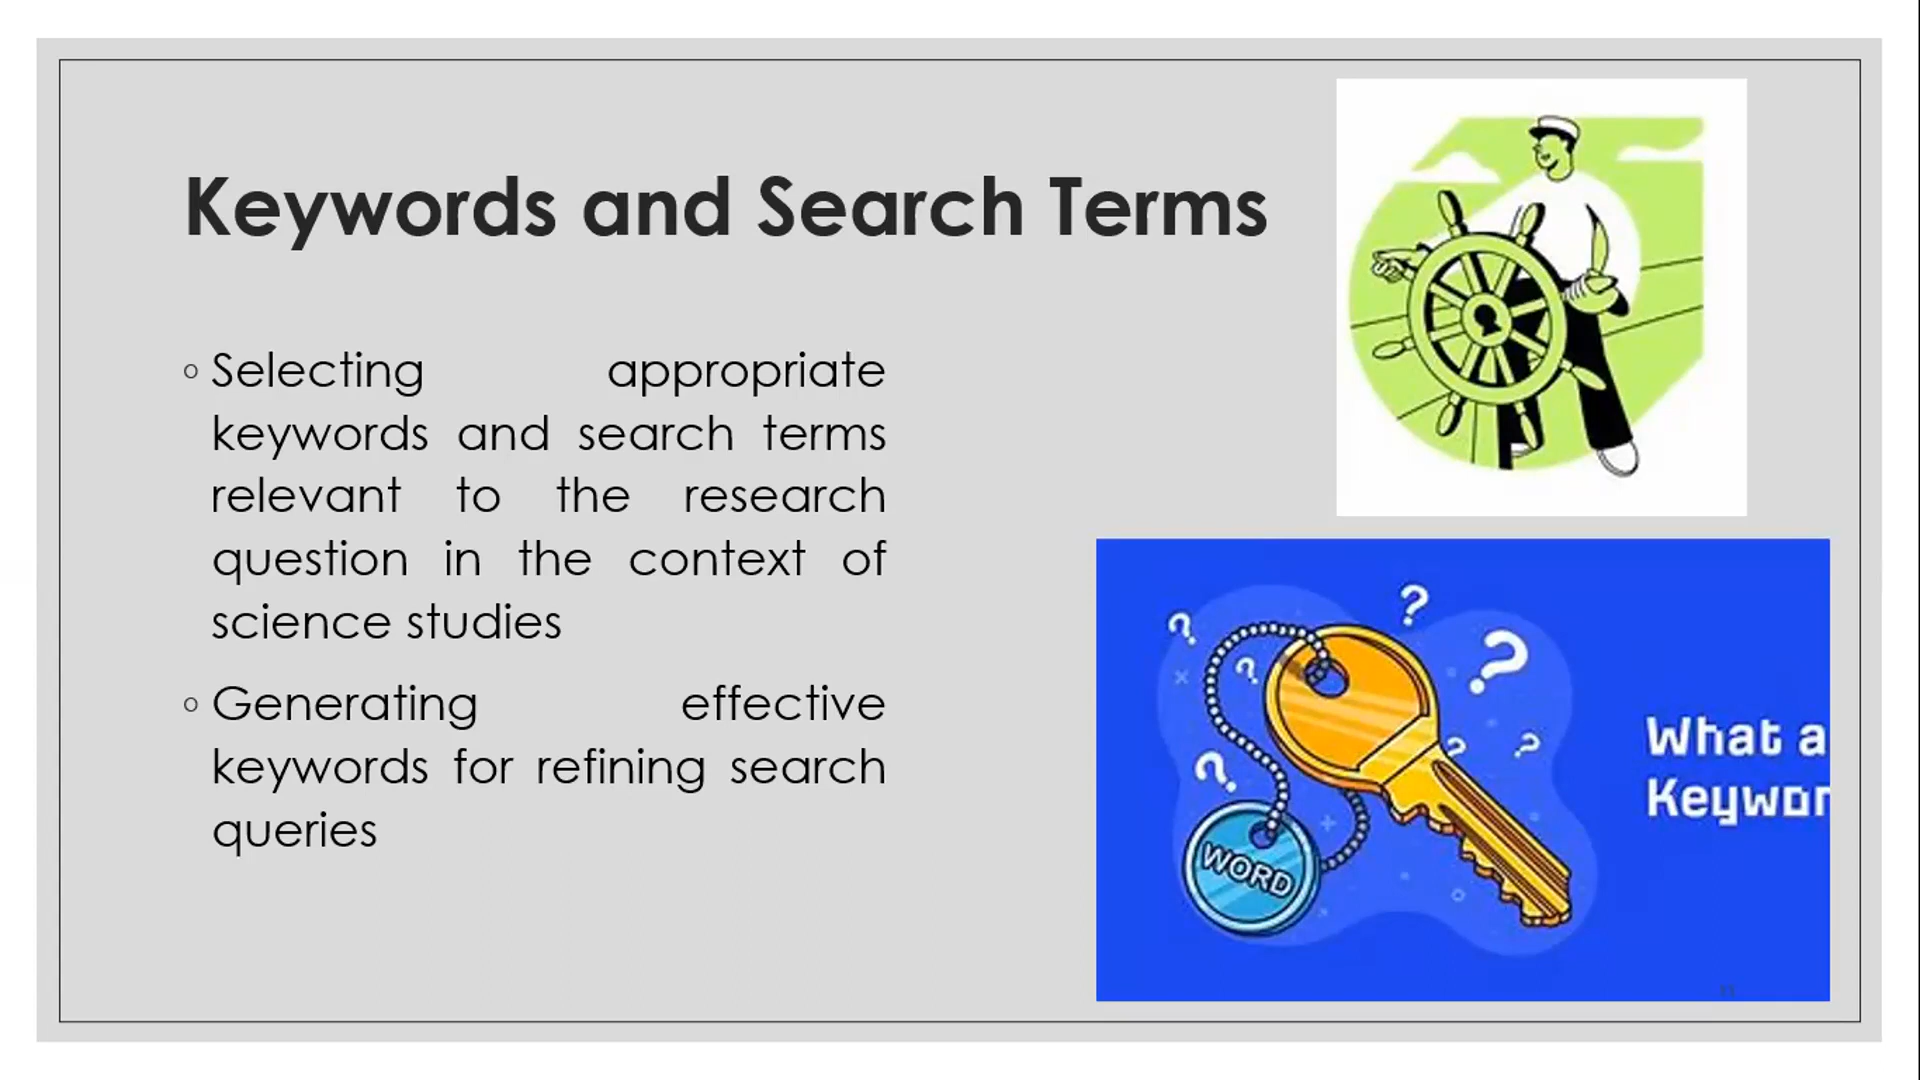 Keywords and Search Terms
◦ Selecting appropriate
keywords and search terms
relevant to the research
question in the context of
science studies
◦ Generating effective
keywords for refining search
queries
What a
Keywor
WORD